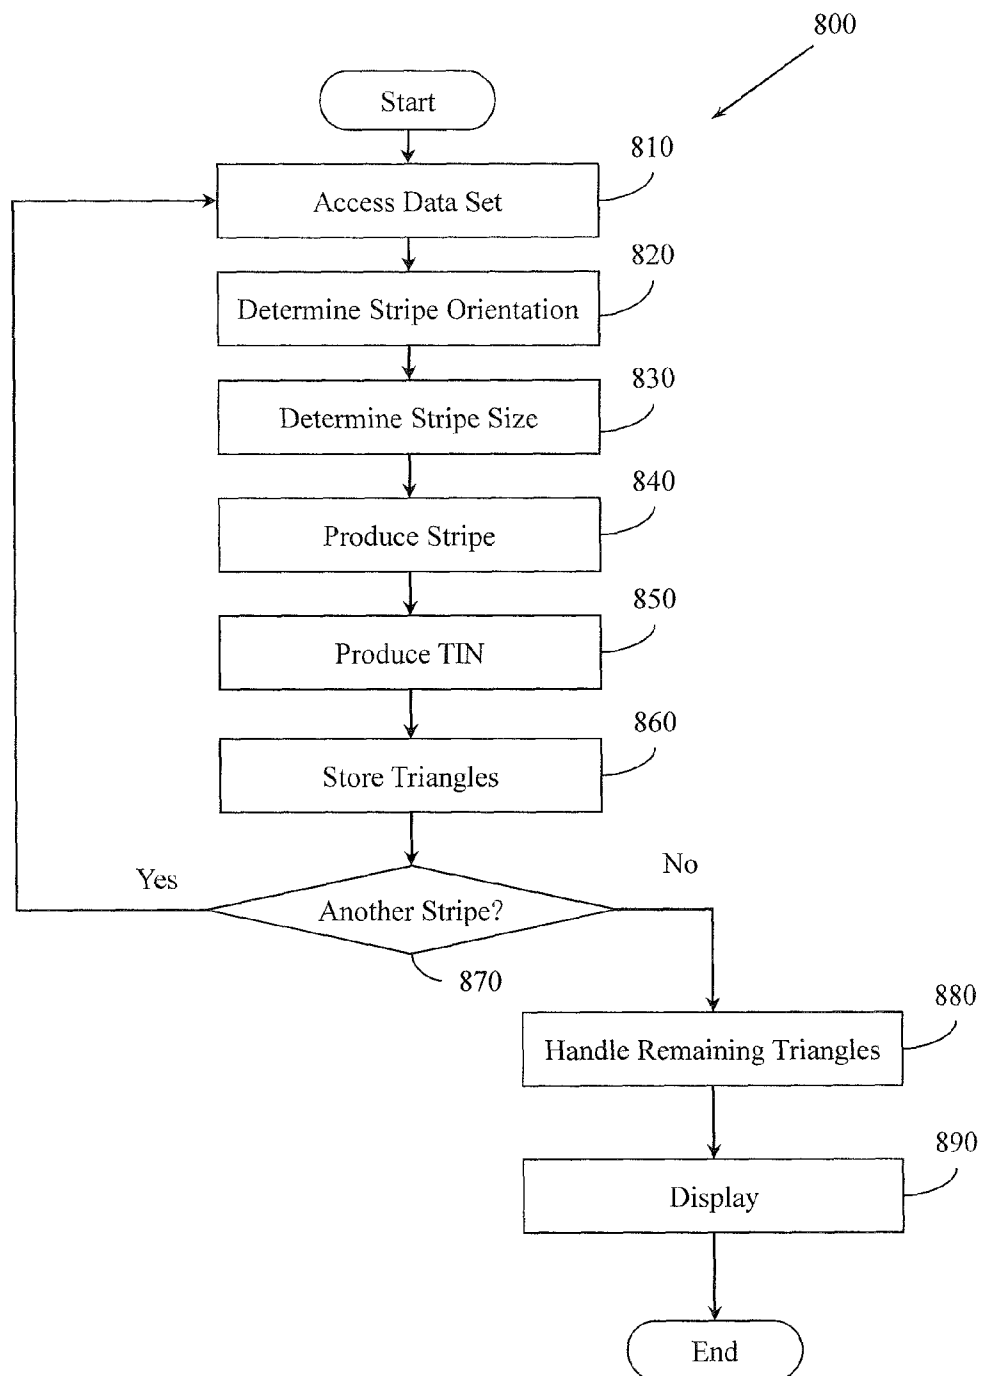 800
Start
810
Access Data Set
820
Determine Stripe Orientation
830
Determine Stripe Size
840
Produce Stripe
850
Produce TIN
860
Store Triangles
Yes
No
Another Stripe?
870
880
Handle Remaining Triangles
890
Display
End